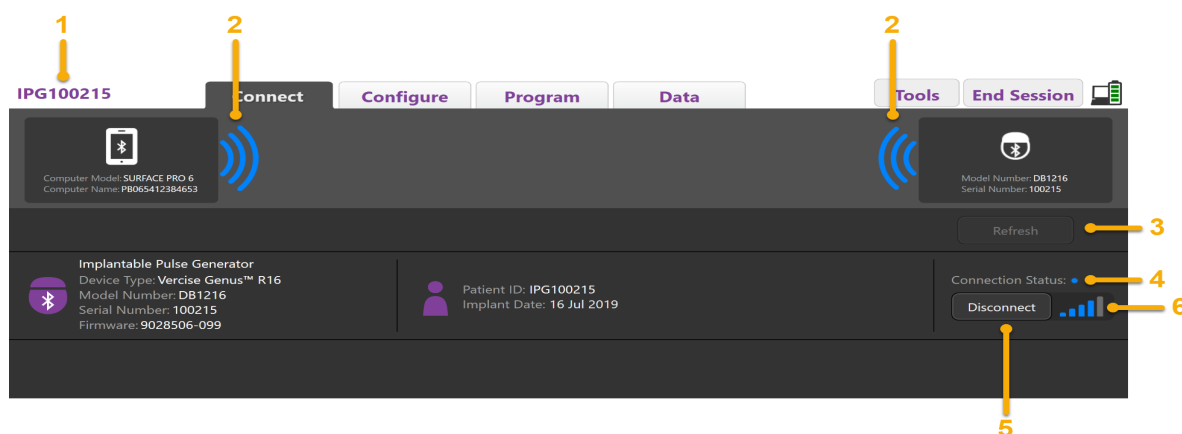 1
2
2
IPG100215
Connect
Configure
Program
Data
Tools
End Session
Computer Model: SURFACE PRO 6
Computer Name: PB065412384653
Model Number: DB1216
Serial Number: 100215
Refresh
3
Implantable Pulse Generator
Device Type: Vercise Genus™ R16
Model Number: DB1216
Serial Number: 100215
Firmware: 9028506-099
Patient ID: IPG100215
Implant Date: 16 Jul 2019
Connection Status:
4
Disconnect
6
5